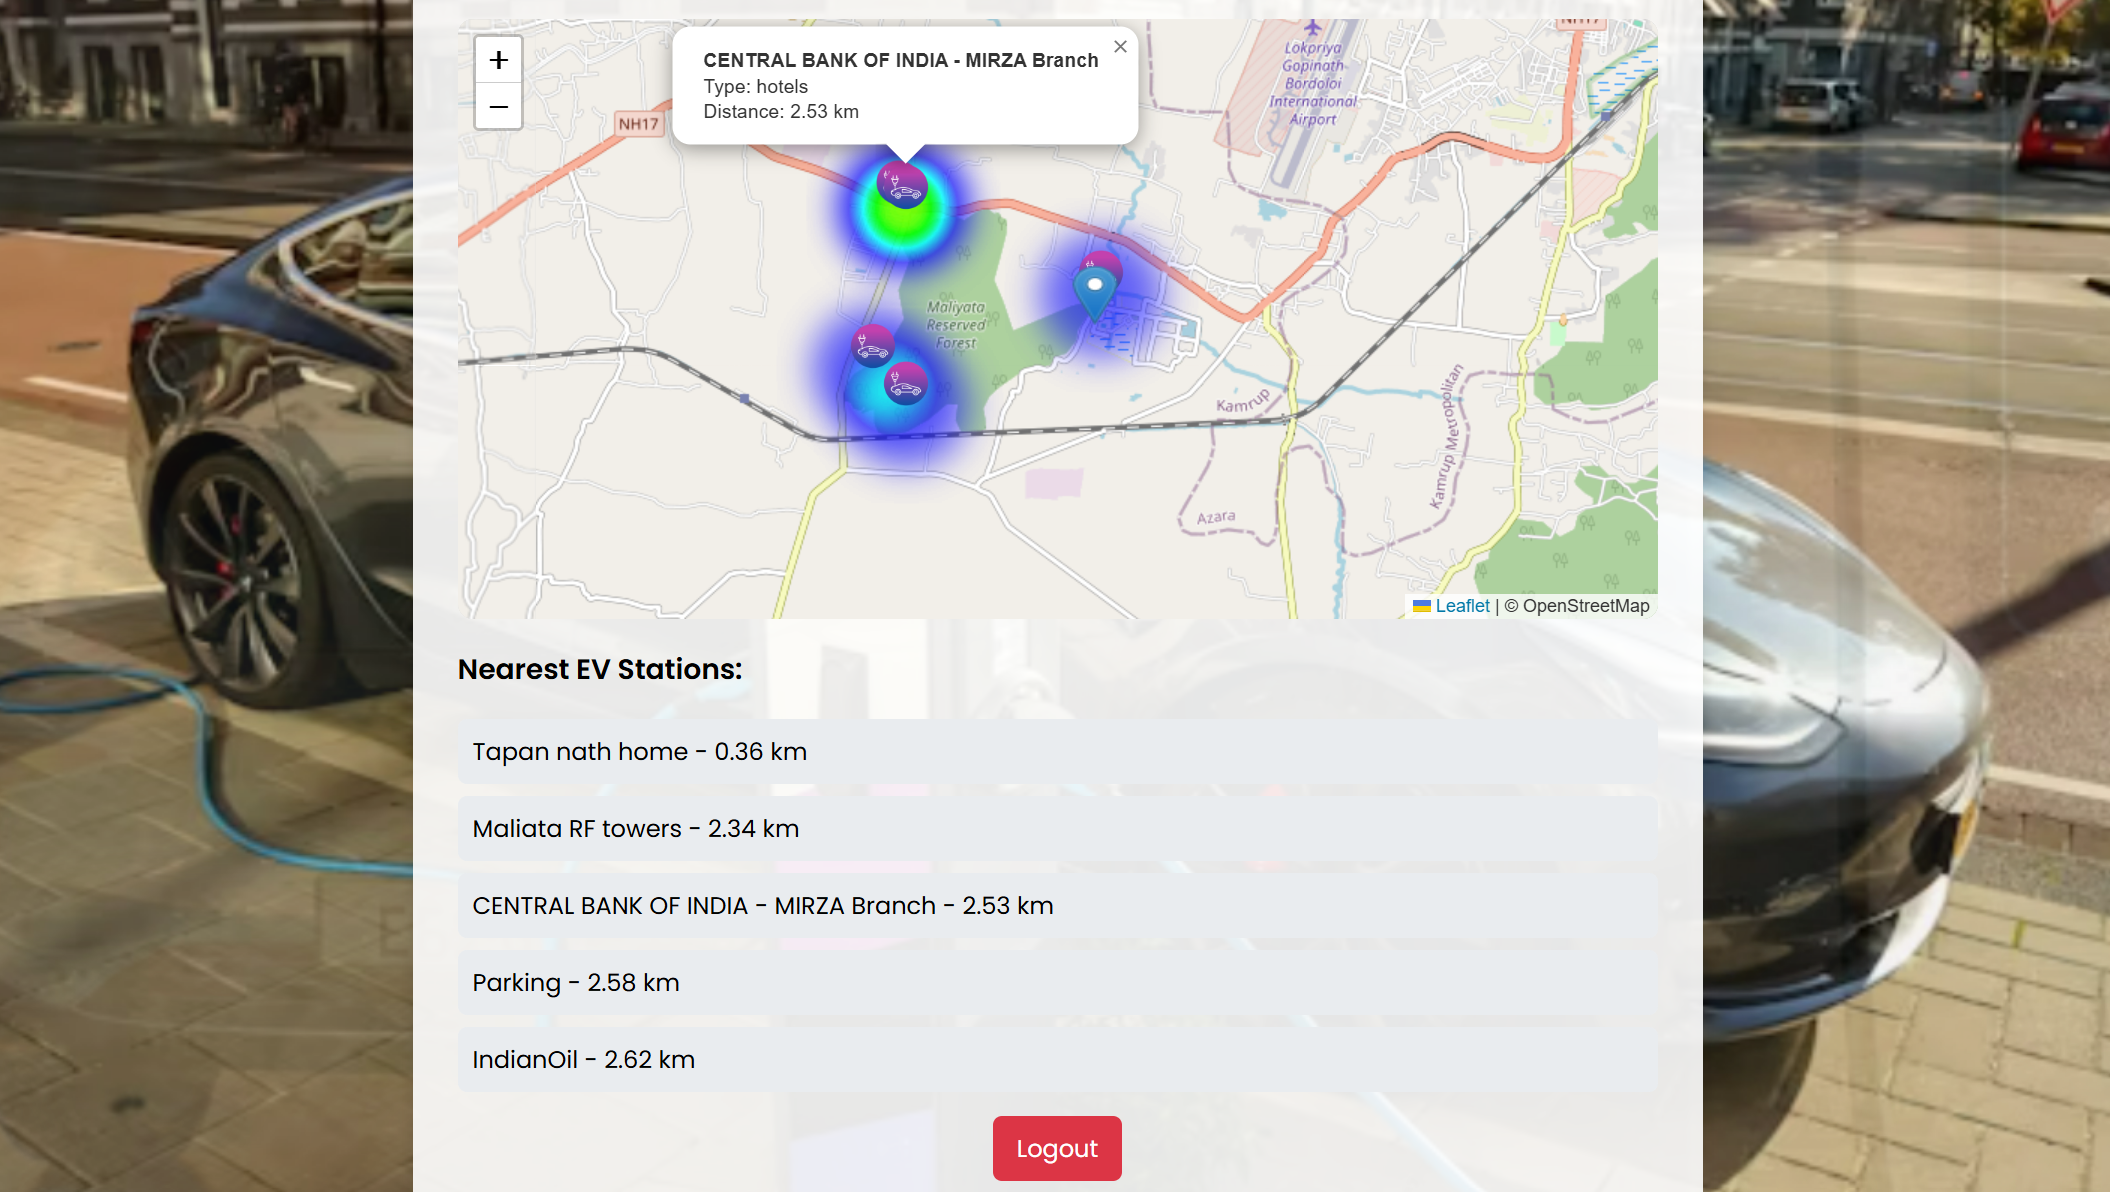 +
−
CENTRAL BANK OF INDIA - MIRZA Branch
×
Type: hotels
Distance: 2.53 km
NH17
NH17
Lokpriya
Gopinath
Bordoloi
International
Airport
Maliyata
Reserved
Forest
Kamrup
Kamrup Metropolitan
Azara
Leaflet | © OpenStreetMap
Nearest EV Stations:
Tapan nath home - 0.36 km
Maliata RF towers - 2.34 km
CENTRAL BANK OF INDIA - MIRZA Branch - 2.53 km
Parking - 2.58 km
IndianOil - 2.62 km
Logout